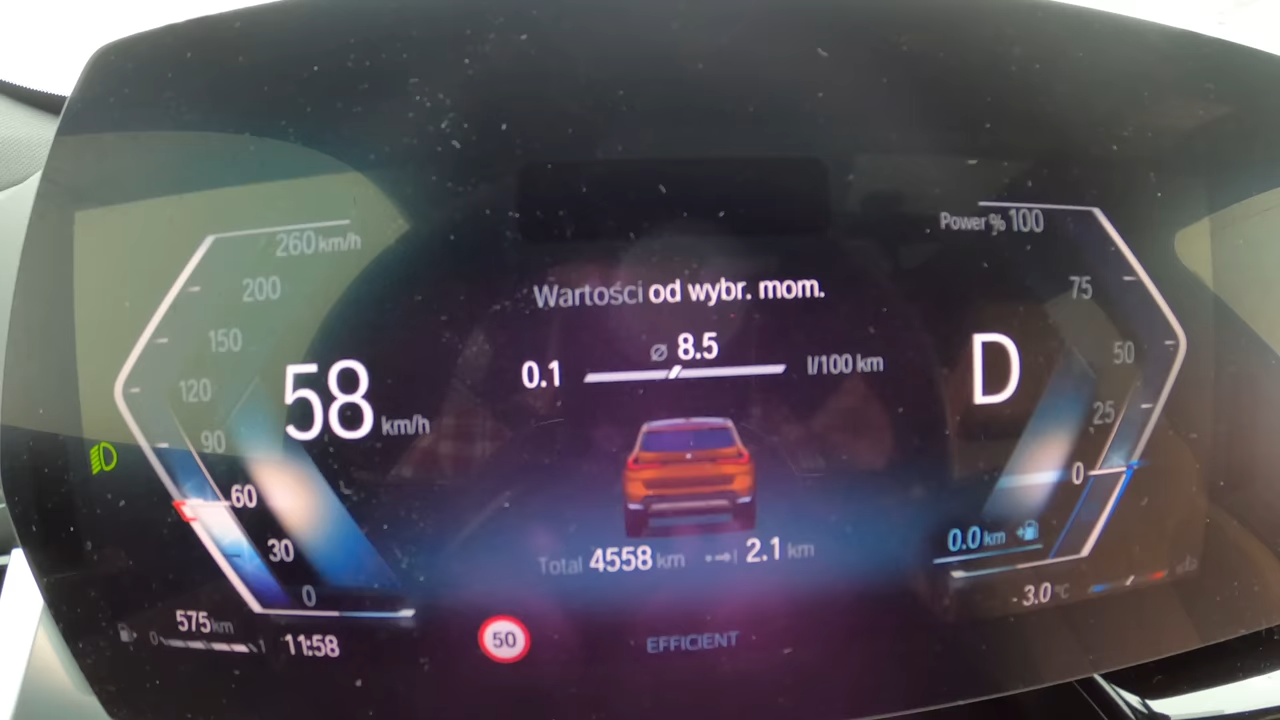 260 km/h
200
150
120
90
60
30
0
58 km/h
Wartości od wybr. mom.
0.1
⌀ 8.5
l/100 km
Total 4558 km
2.1 km
Power % 100
75
50
25
0
D
0.0 km
-3.0 °C
575 km
0 1
11:58
50
EFFICIENT